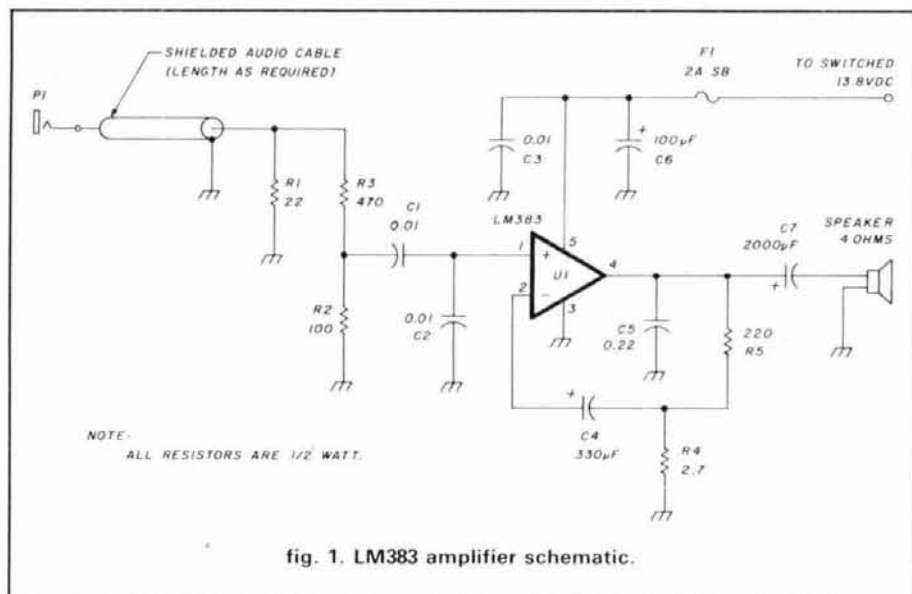 SHIELDED AUDIO CABLE
(LENGTH AS REQUIRED)
P1
F1
2A SB
TO SWITCHED
13.8VDC
0.01
C3
+
100µF
C6
R1
22
R3
470
C1
0.01
LM383
1
+
5
U1
4
2
−
3
C7
2000µF
+
SPEAKER
4 OHMS
R2
100
0.01
C2
C5
0.22
220
R5
+
C4
330µF
R4
2.7
NOTE-
ALL RESISTORS ARE 1/2 WATT.
fig. 1. LM383 amplifier schematic.